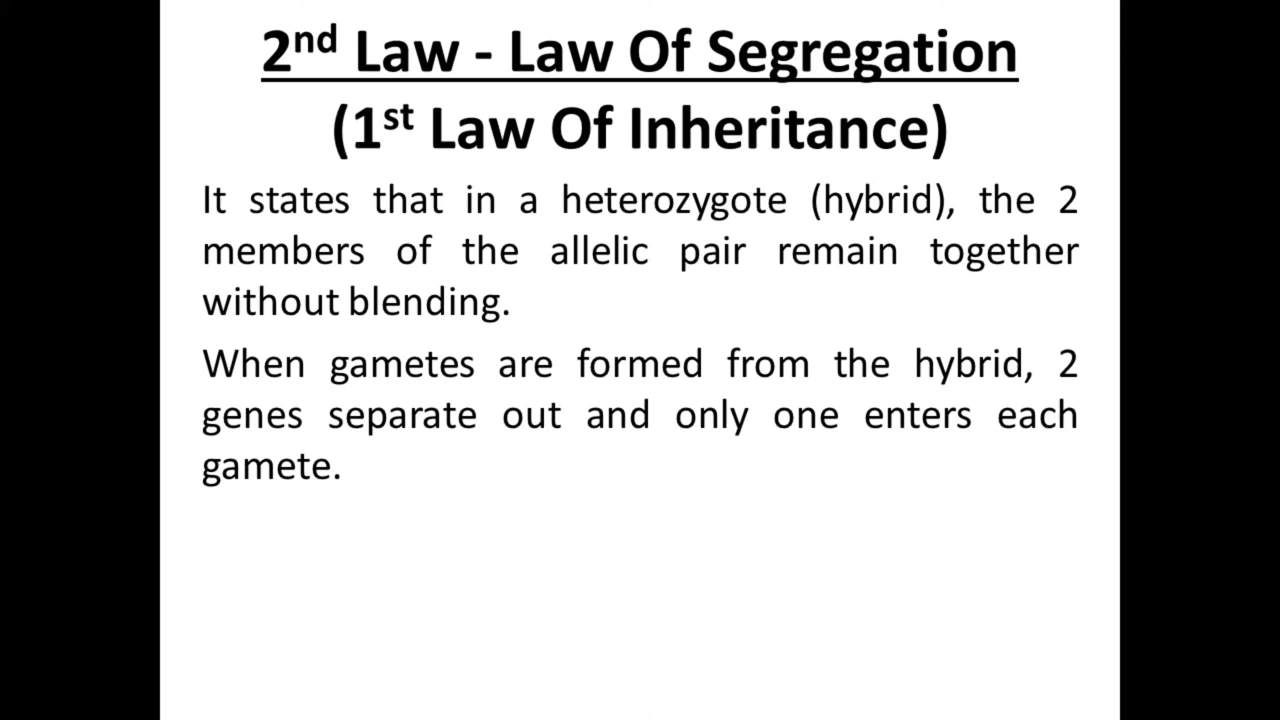 2nd Law - Law Of Segregation
(1st Law Of Inheritance)
It states that in a heterozygote (hybrid), the 2
members of the allelic pair remain together
without blending.
When gametes are formed from the hybrid, 2
genes separate out and only one enters each
gamete.